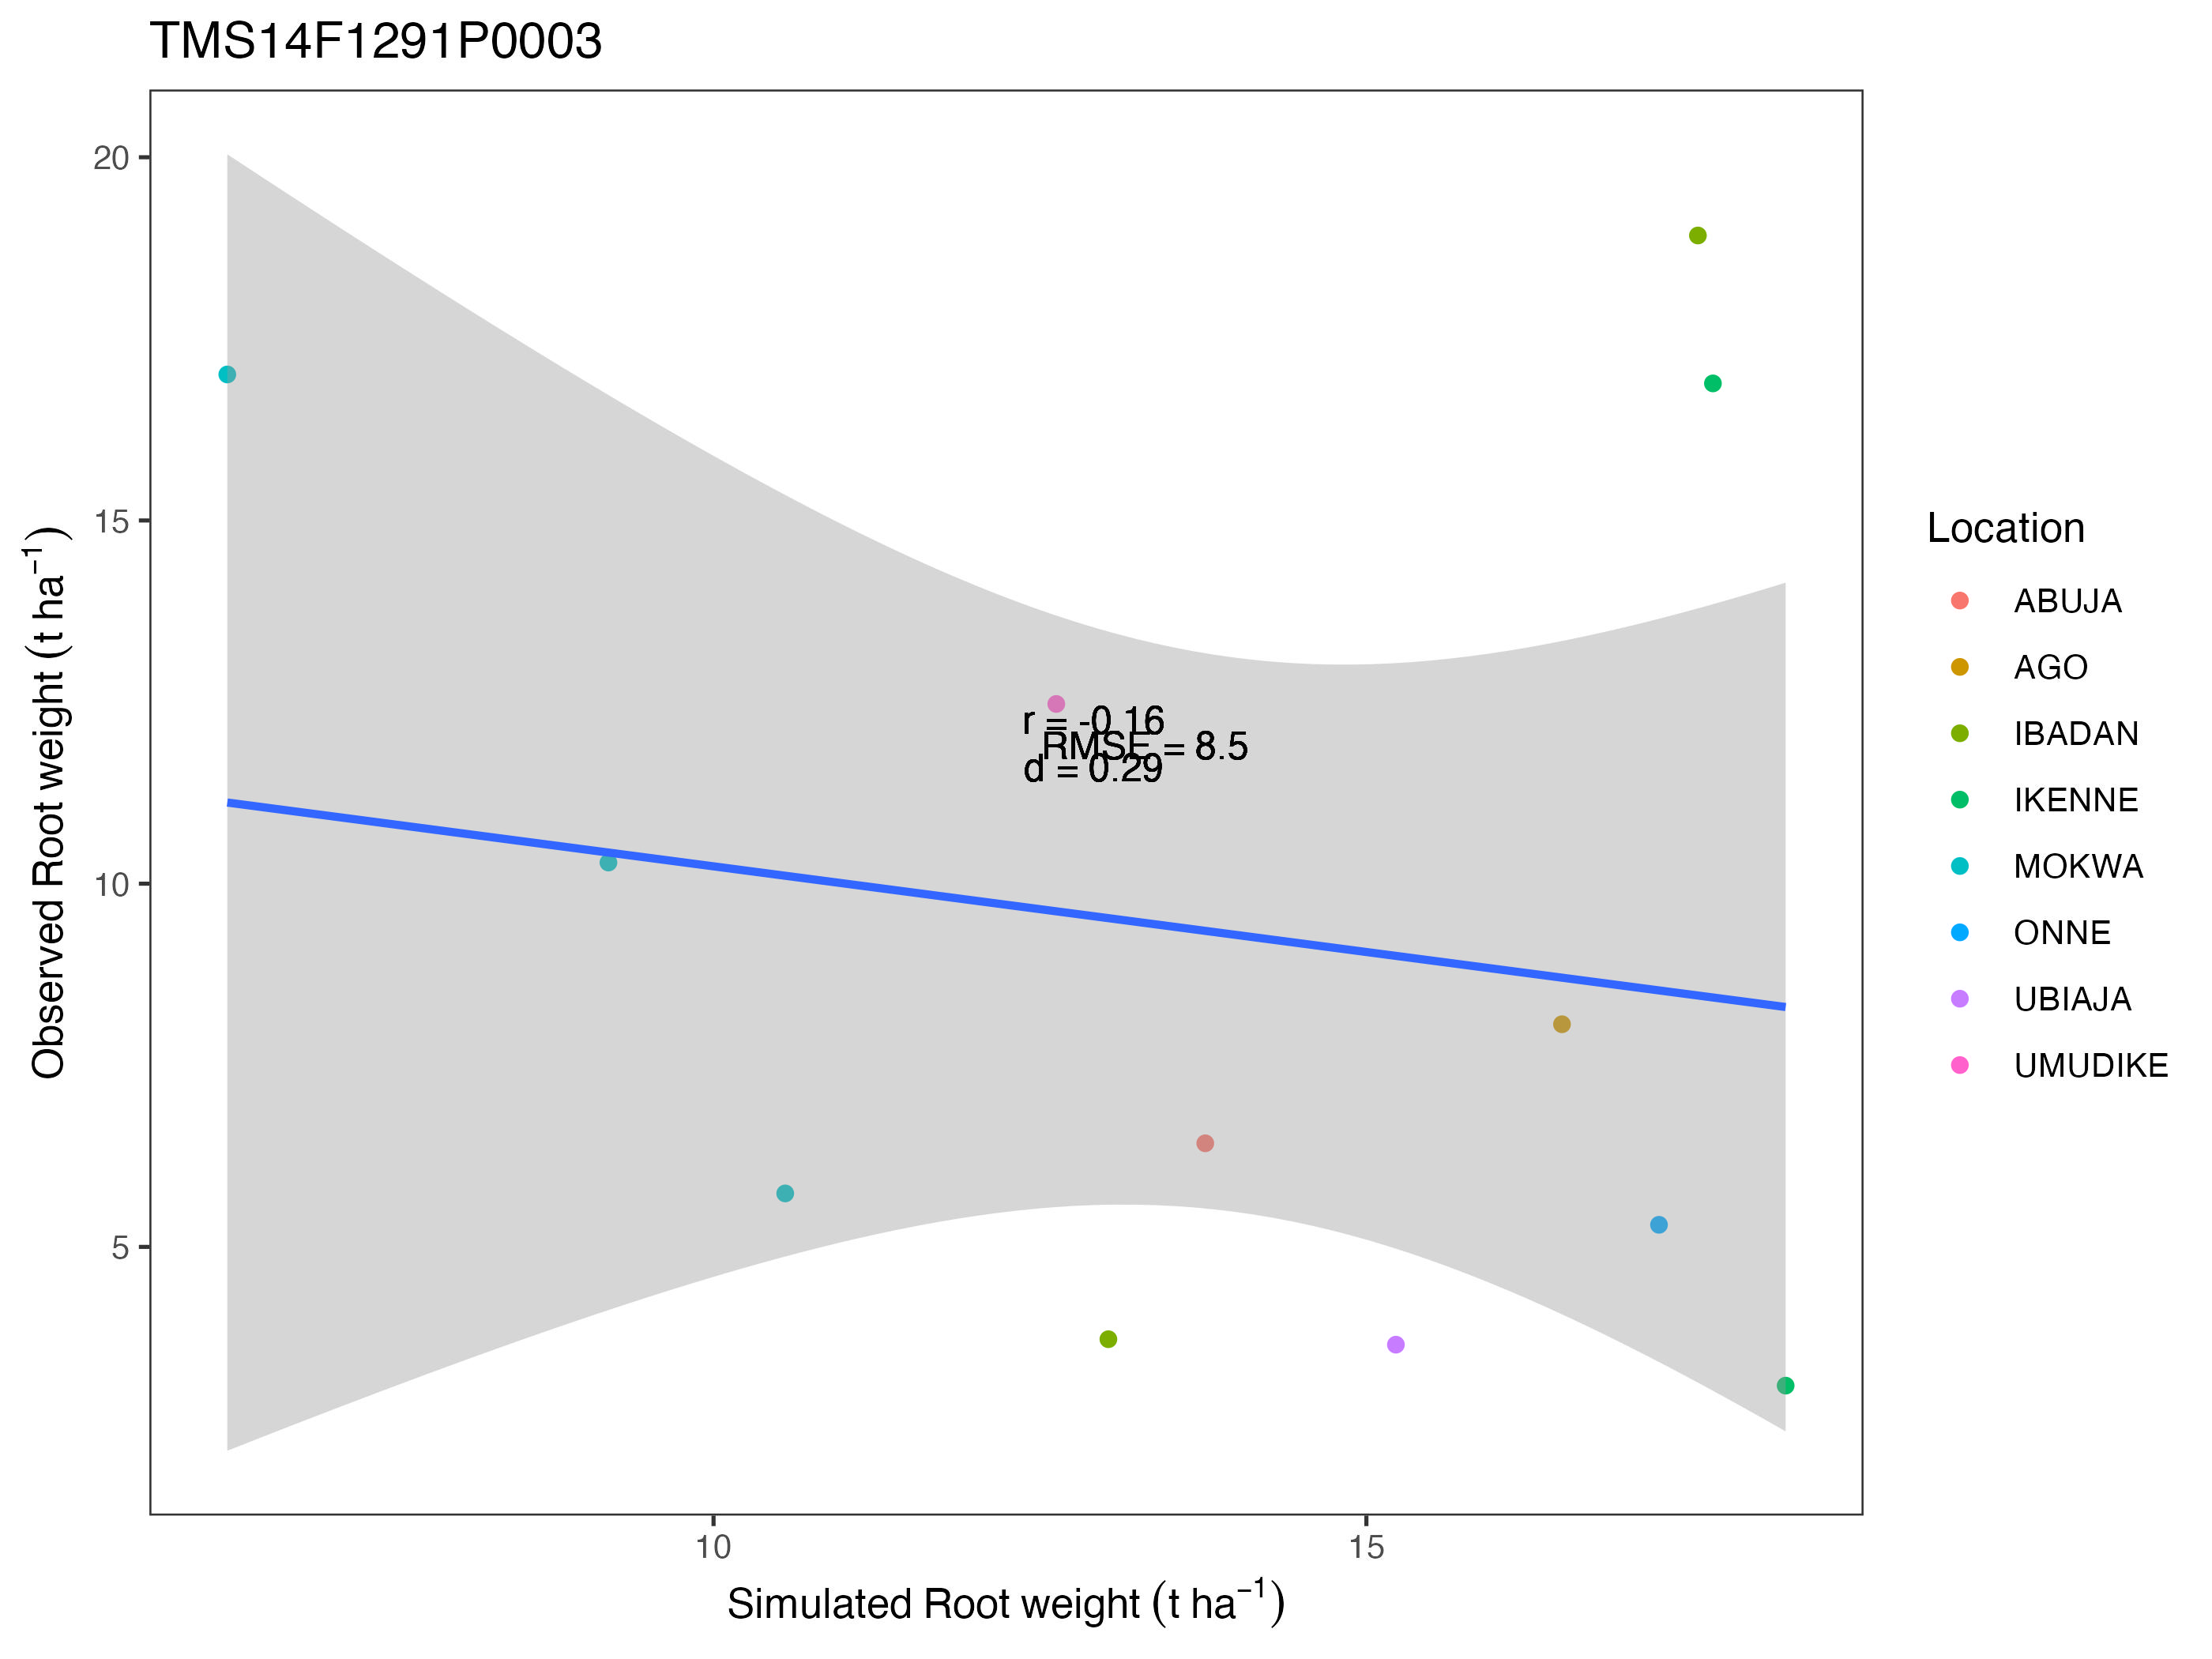 TMS14F1291P0003
20
15
10
5
Observed Root weight (t ha⁻¹)
r = -0.16
RMSE = 8.5
d = 0.29
10
15
Simulated Root weight (t ha⁻¹)
Location
ABUJA
AGO
IBADAN
IKENNE
MOKWA
ONNE
UBIAJA
UMUDIKE